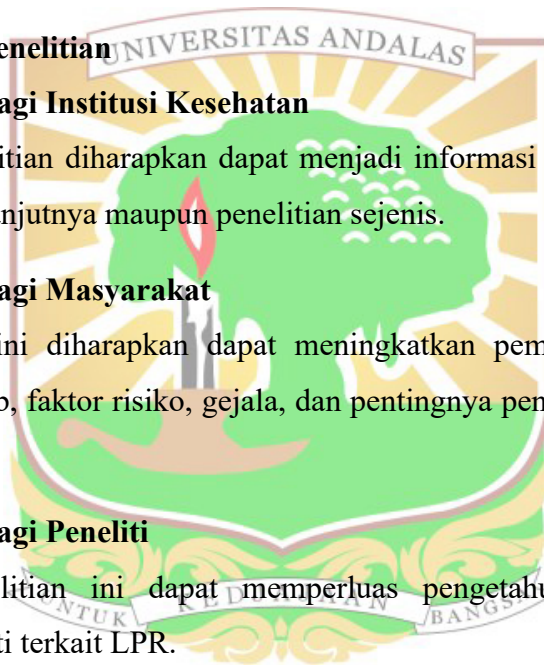 enelitian
UNIVERSITAS ANDALAS
agi Institusi Kesehatan
itian diharapkan dapat menjadi informasi
njutnya maupun penelitian sejenis.
agi Masyarakat
ini diharapkan dapat meningkatkan pem
, faktor risiko, gejala, dan pentingnya pen
agi Peneliti
litian ini dapat memperluas pengetahu
UNTUK KEDJAJAAN BANGSA
ti terkait LPR.